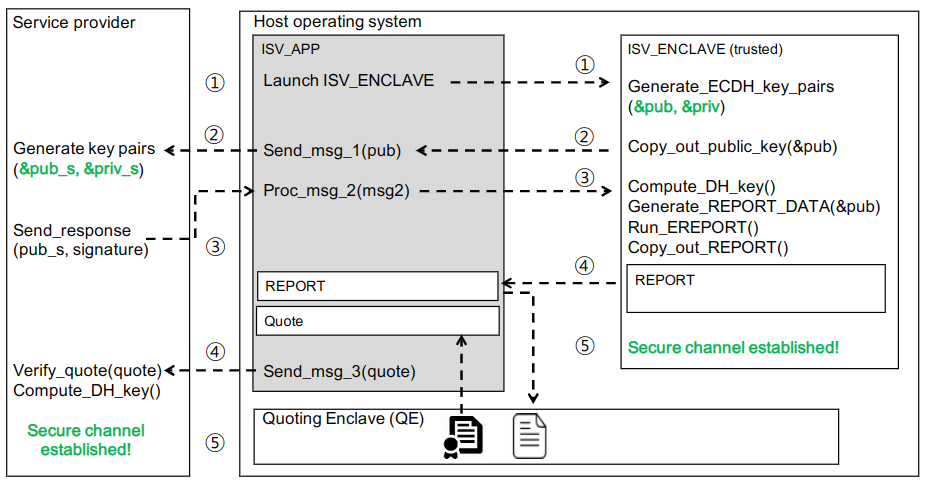 Service provider
①
②
Generate key pairs
(&pub_s, &priv_s)
Send_response
(pub_s, signature)
③
④
Verify_quote(quote)
Compute_DH_key()
Secure channel
established!
⑤
Host operating system
ISV_APP
Launch ISV_ENCLAVE
Send_msg_1(pub)
Proc_msg_2(msg2)
REPORT
Quote
Send_msg_3(quote)
Quoting Enclave (QE)
①
②
③
④
⑤
ISV_ENCLAVE (trusted)
Generate_ECDH_key_pairs
(&pub, &priv)
Copy_out_public_key(&pub)
Compute_DH_key()
Generate_REPORT_DATA(&pub)
Run_EREPORT()
Copy_out_REPORT()
REPORT
Secure channel established!